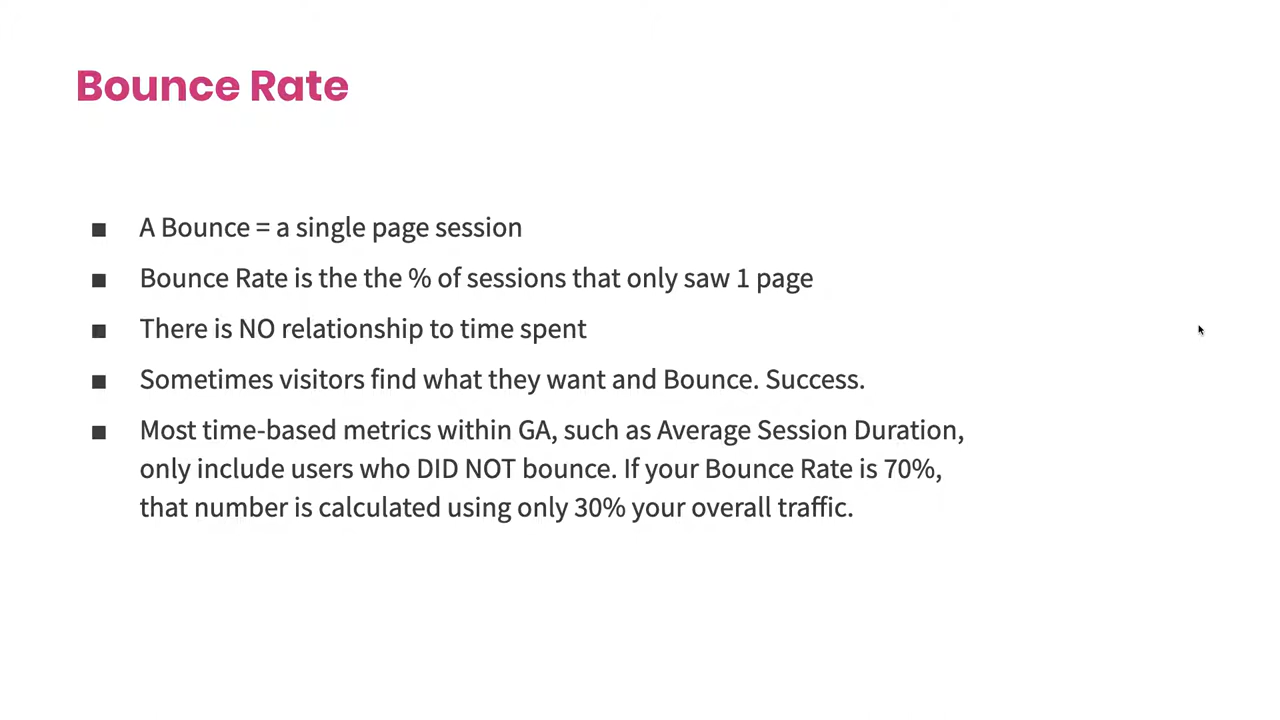 Bounce Rate
■ A Bounce = a single page session
■ Bounce Rate is the the % of sessions that only saw 1 page
■ There is NO relationship to time spent
■ Sometimes visitors find what they want and Bounce. Success.
■ Most time-based metrics within GA, such as Average Session Duration,
only include users who DID NOT bounce. If your Bounce Rate is 70%,
that number is calculated using only 30% your overall traffic.